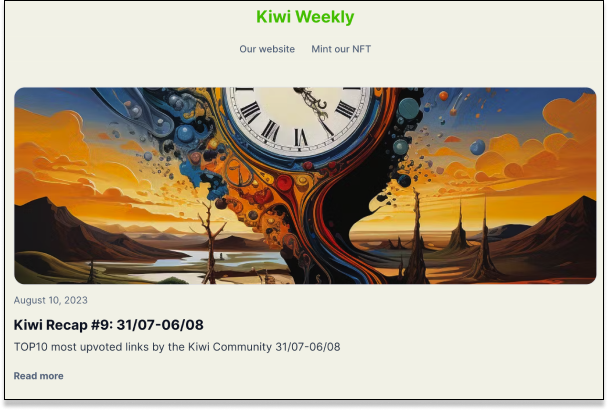 Kiwi Weekly
Our website Mint our NFT
August 10, 2023
Kiwi Recap #9: 31/07-06/08
TOP10 most upvoted links by the Kiwi Community 31/07-06/08
Read more